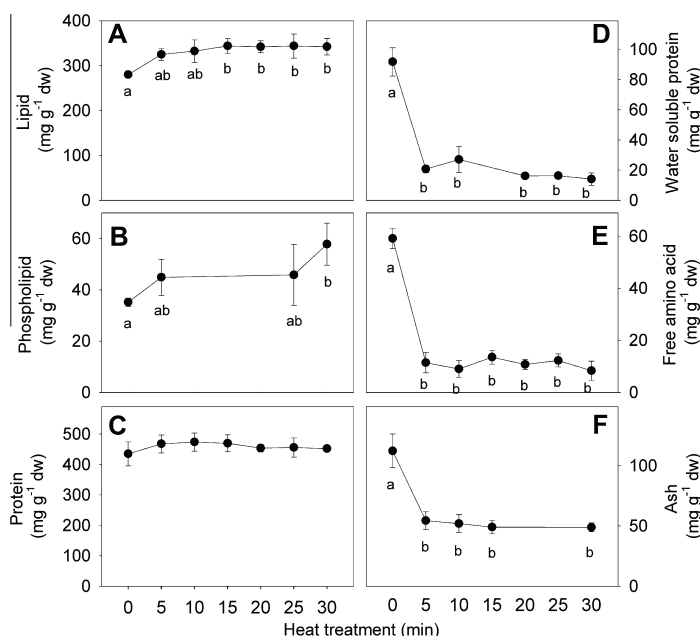 A
400
300
200
100
0
Lipid
(mg g-1 dw)
a
ab
ab
b
b
b
b
D
100
80
60
40
20
0
Water soluble protein
(mg g-1 dw)
a
b
b
b
b
b
B
60
40
20
0
Phospholipid
(mg g-1 dw)
a
ab
ab
b
E
60
40
20
0
Free amino acid
(mg g-1 dw)
a
b
b
b
b
b
b
C
500
400
300
200
100
0
Protein
(mg g-1 dw)
0 5 10 15 20 25 30
F
100
50
0
Ash
(mg g-1 dw)
a
b
b
b
b
0 5 10 15 20 25 30
Heat treatment (min)